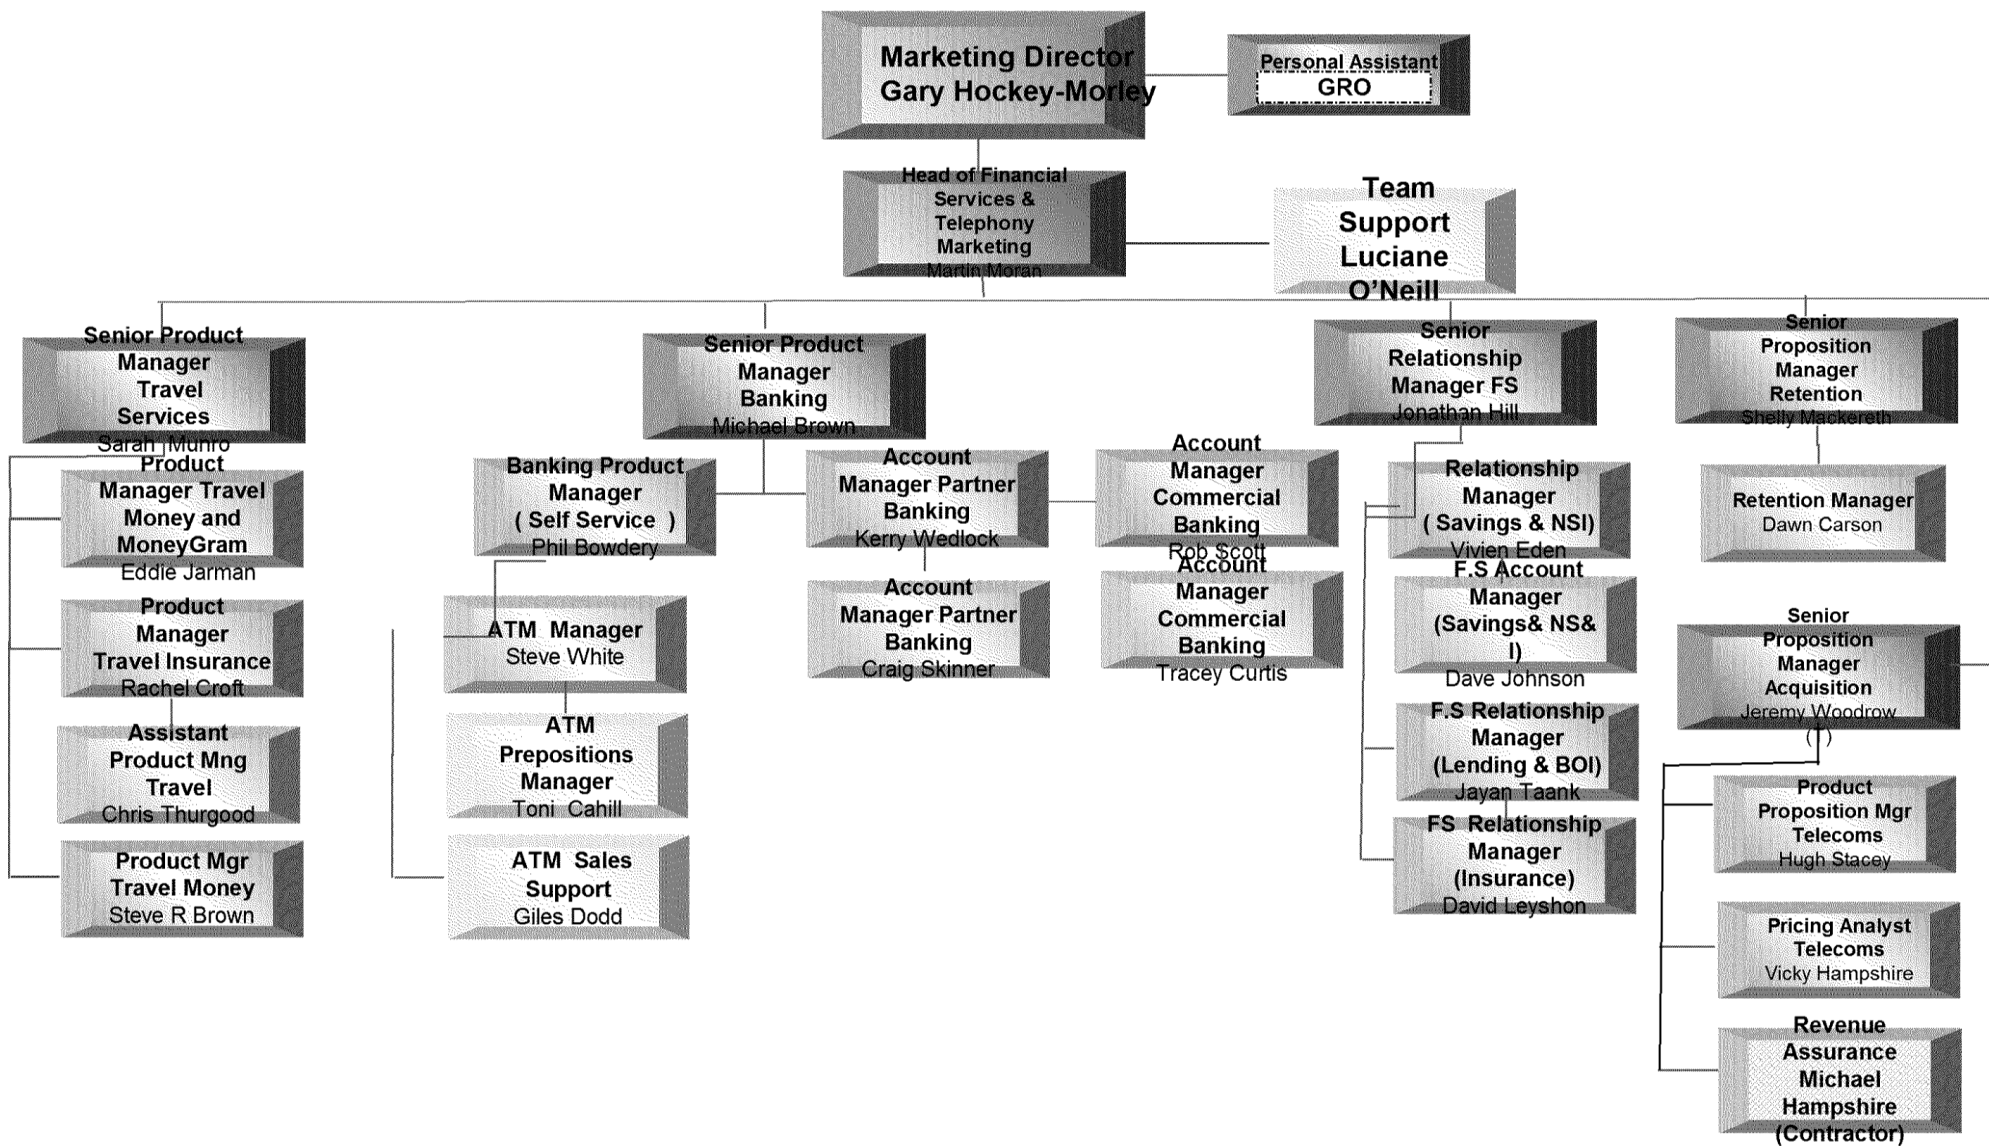 Marketing Director
Gary Hockey-Morley
Personal Assistant
GRO
Head of Financial
Services &
Telephony
Marketing
Martin Moran
Team
Support
Luciane
O'Neill
Senior Product
Manager
Travel
Services
Sarah Munro
Product
Manager Travel
Money and
MoneyGram
Eddie Jarman
Product
Manager
Travel Insurance
Rachel Croft
Assistant
Product Mng
Travel
Chris Thurgood
Product Mgr
Travel Money
Steve R Brown
Senior Product
Manager
Banking
Michael Brown
Banking Product
Manager
( Self Service )
Phil Bowdery
ATM Manager
Steve White
ATM
Prepositions
Manager
Toni Cahill
ATM Sales
Support
Giles Dodd
Account
Manager Partner
Banking
Kerry Wedlock
Account
Manager Partner
Banking
Craig Skinner
Account
Manager
Commercial
Banking
Rob Scott
Account
Manager
Commercial
Banking
Tracey Curtis
Senior
Relationship
Manager FS
Jonathan Hill
Relationship
Manager
( Savings & NSI)
Vivien Eden
F.S Account
Manager
(Savings& NS&
I)
Dave Johnson
F.S Relationship
Manager
(Lending & BOI)
Jayan Taank
FS Relationship
Manager
(Insurance)
David Leyshon
Senior
Proposition
Manager
Retention
Shelly Mackereth
Retention Manager
Dawn Carson
Senior
Proposition
Manager
Acquisition
Jeremy Woodrow
Product
Proposition Mgr
Telecoms
Hugh Stacey
Pricing Analyst
Telecoms
Vicky Hampshire
Revenue
Assurance
Michael
Hampshire
(Contractor)